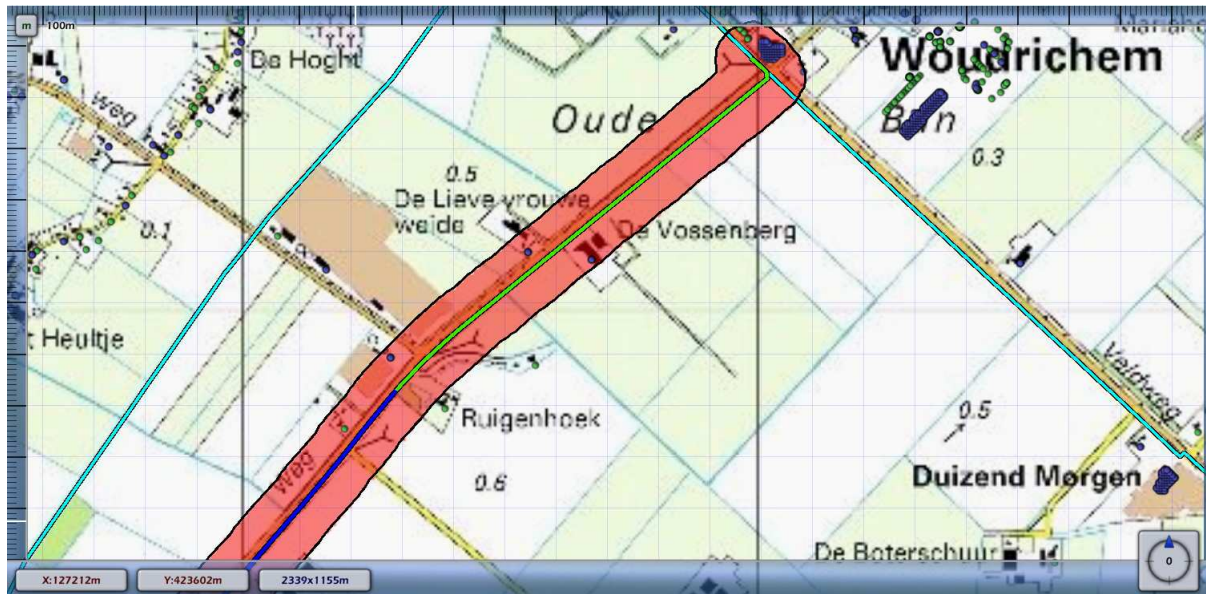 m
100m
De Hoght
Woudrichem
weg
Oude
Ban
0.3
0.5
De Lieve vrouwe
weide
0.1
De Vossenberg
't Heultje
Veldweg
Ruigenhoek
0.5
weg
0.6
Duizend Morgen
De Boterschuur
X:127212m
Y:423602m
2339x1155m
0